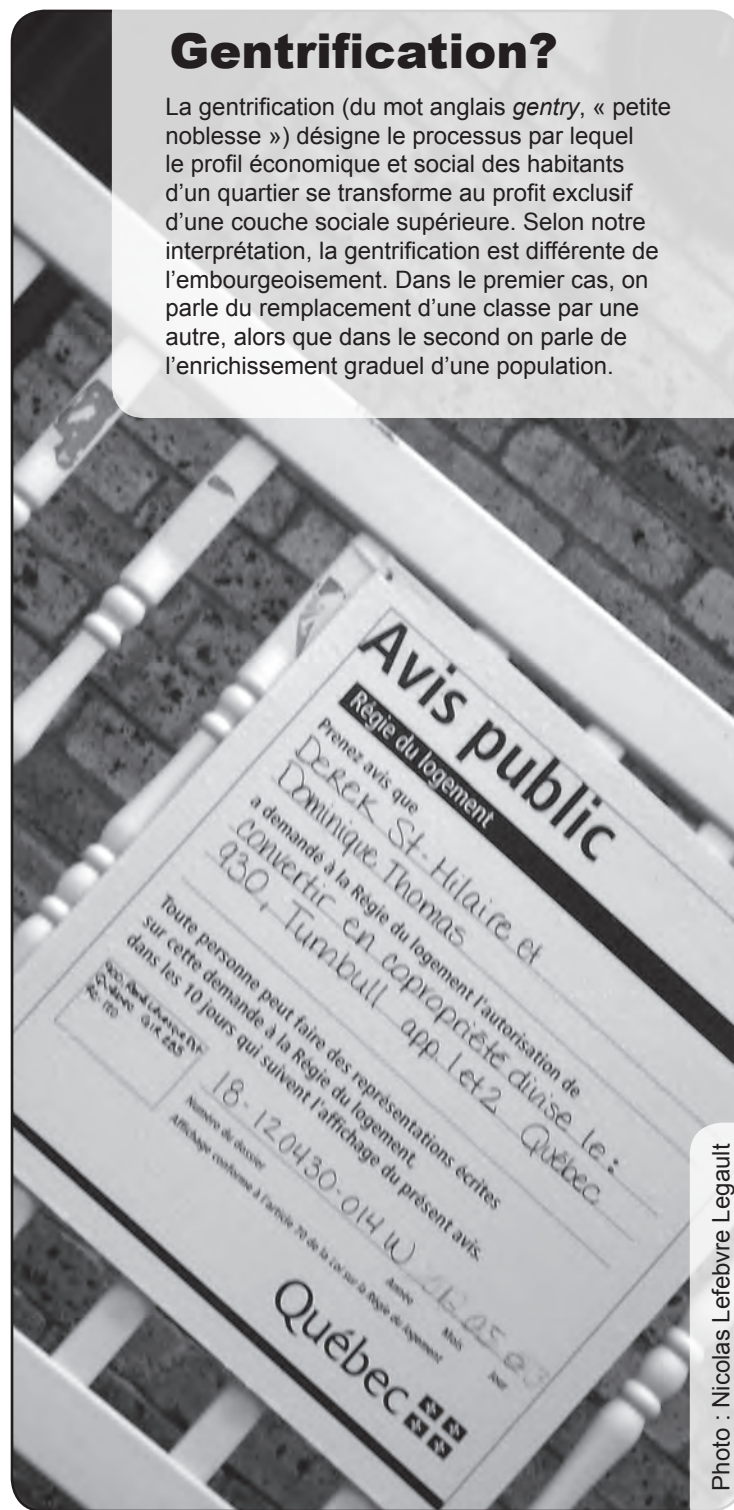 Gentrification?
La gentrification (du mot anglais gentry, « petite
noblesse ») désigne le processus par lequel
le profil économique et social des habitants
d’un quartier se transforme au profit exclusif
d’une couche sociale supérieure. Selon notre
interprétation, la gentrification est différente de
l’embourgeoisement. Dans le premier cas, on
parle du remplacement d’une classe par une
autre, alors que dans le second on parle de
l’enrichissement graduel d’une population.
Avis public
Régie du logement
Prenez avis que
Derek St-Hilaire et
Dominique Thomas
a demandé à la Régie du logement l'autorisation de
convertir en copropriété divise le :
930, Turnbull app. 1 et 2 Québec
Toute personne peut faire des représentations écrites
sur cette demande à la Régie du logement,
dans les 10 jours qui suivent l'affichage du présent avis.
Québec G1R
18-120430-014 W
Numéro du dossier
Année Mois Jour
Affichage conforme à l'article 70 de la Loi sur la Régie du logement
Québec
Photo : Nicolas Lefebvre Legault